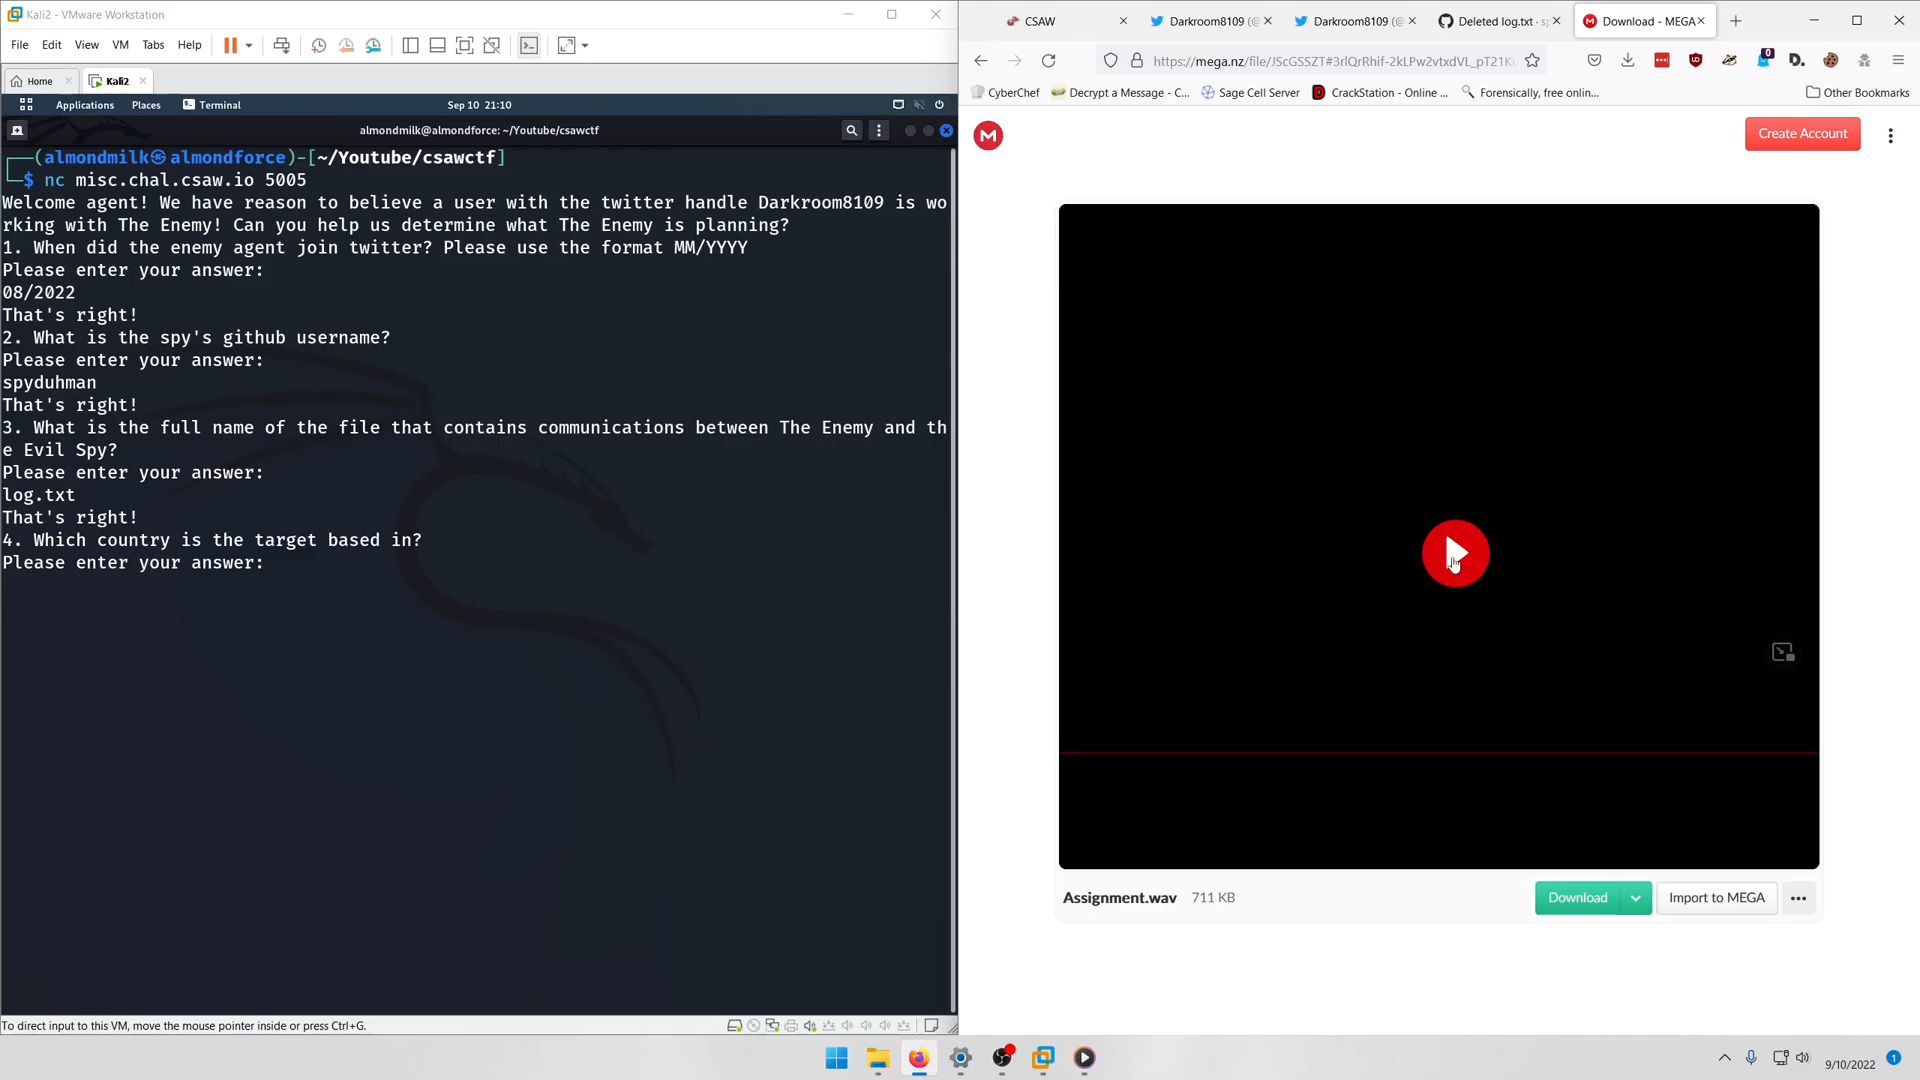 Kali2 - VMware Workstation
File Edit View VM Tabs Help
Home Kali2
Applications Places Terminal Sep 10 21:10
almondmilk@almondforce: ~/Youtube/csawctf
(almondmilk㉿almondforce)-[~/Youtube/csawctf]
$ nc misc.chal.csaw.io 5005
Welcome agent! We have reason to believe a user with the twitter handle Darkroom8109 is wo
rking with The Enemy! Can you help us determine what The Enemy is planning?
1. When did the enemy agent join twitter? Please use the format MM/YYYY
Please enter your answer:
08/2022
That's right!
2. What is the spy's github username?
Please enter your answer:
spyduhman
That's right!
3. What is the full name of the file that contains communications between The Enemy and th
e Evil Spy?
Please enter your answer:
log.txt
That's right!
4. Which country is the target based in?
Please enter your answer:
To direct input to this VM, move the mouse pointer inside or press Ctrl+G.
CSAW Darkroom8109 (@ Darkroom8109 (@ Deleted log.txt · sp Download - MEGA
0
CyberChef Decrypt a Message - C... Sage Cell Server CrackStation - Online ... Forensically, free onlin... Other Bookmarks
M
Create Account
Assignment.wav 711 KB Download Import to MEGA
9/10/2022 1